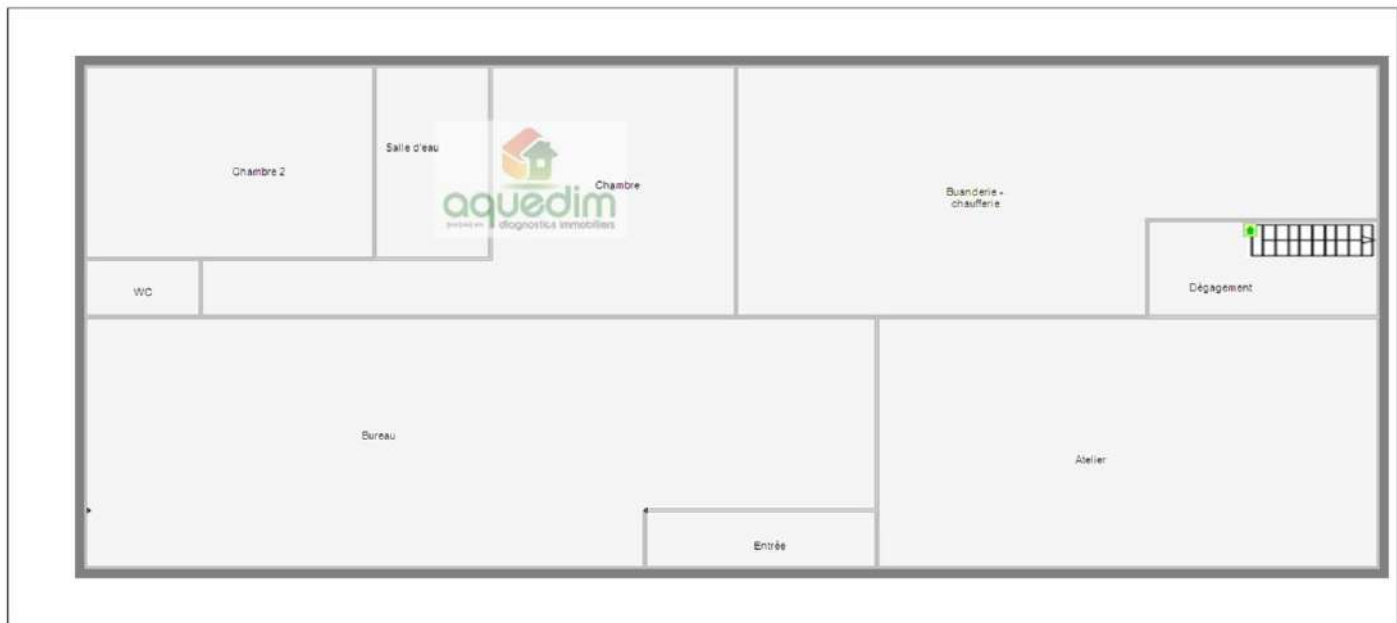 Chambre 2
Salle d'eau
Chambre
aquedim
diagnostics immobiliers
Buanderie -
chaufferie
WC
Dégagement
Bureau
Atelier
Entrée